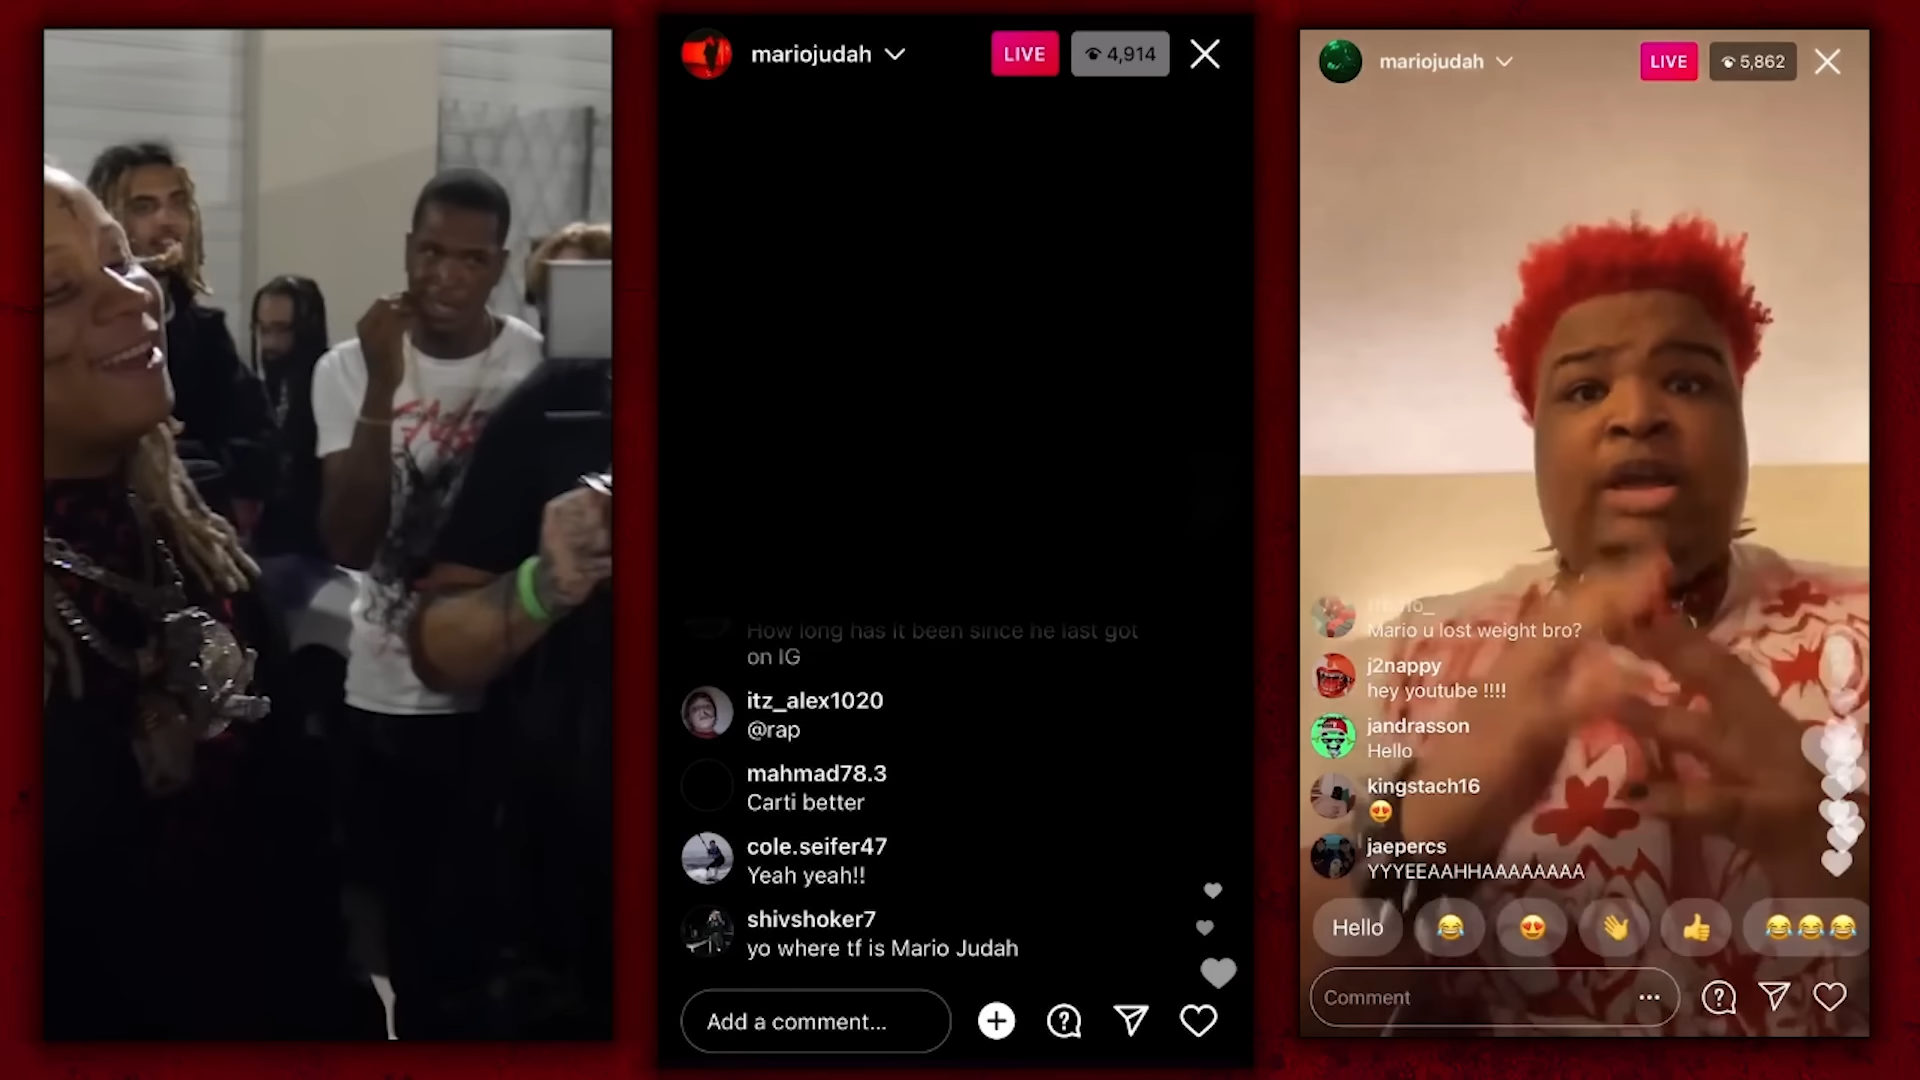 mariojudah
LIVE
4,914
How long has it been since he last got
on IG
itz_alex1020
@rap
mahmad78.3
Carti better
cole.seifer47
Yeah yeah!!
shivshoker7
yo where tf is Mario Judah
Add a comment...
mariojudah
LIVE
5,862
Mario u lost weight bro?
j2nappy
hey youtube !!!!
jandrasson
Hello
kingstach16
😍
jaepercs
YYYEEAAHHAAAAAAAA
Hello 😂 😍 👋 👍 😂😂😂
Comment